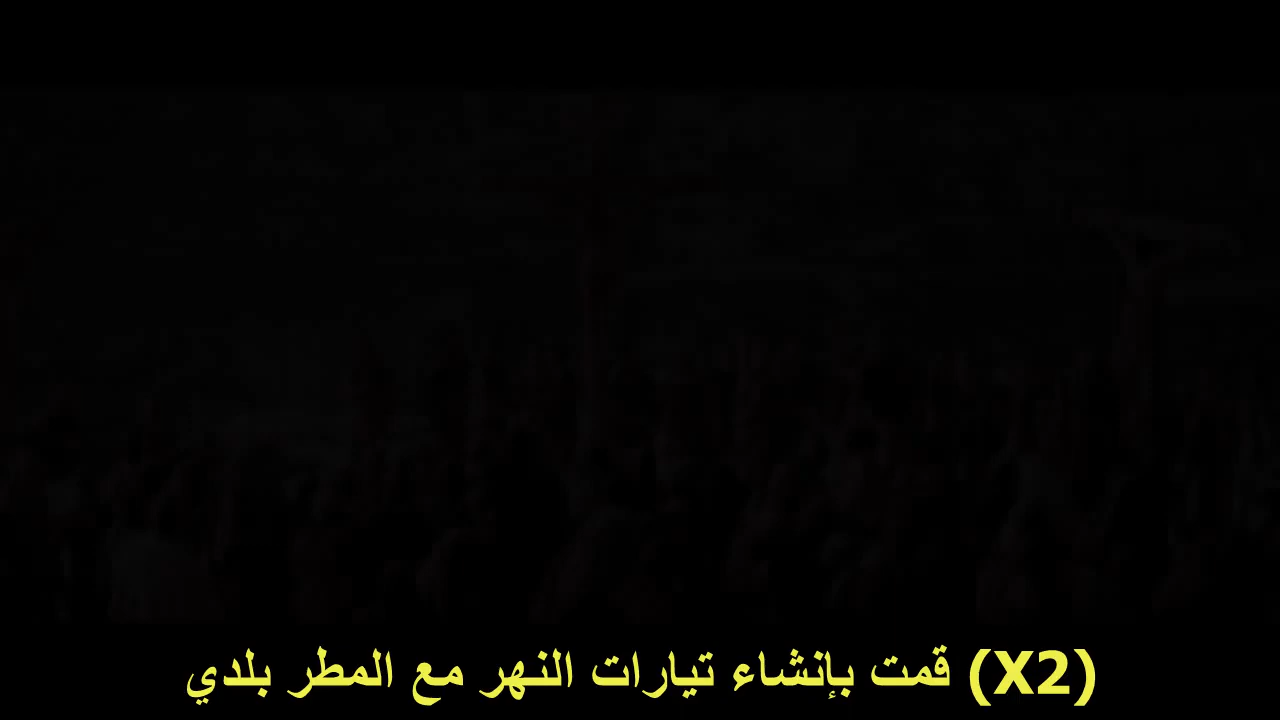 (X2) قمت بإنشاء تيارات النهر مع المطر بلدي